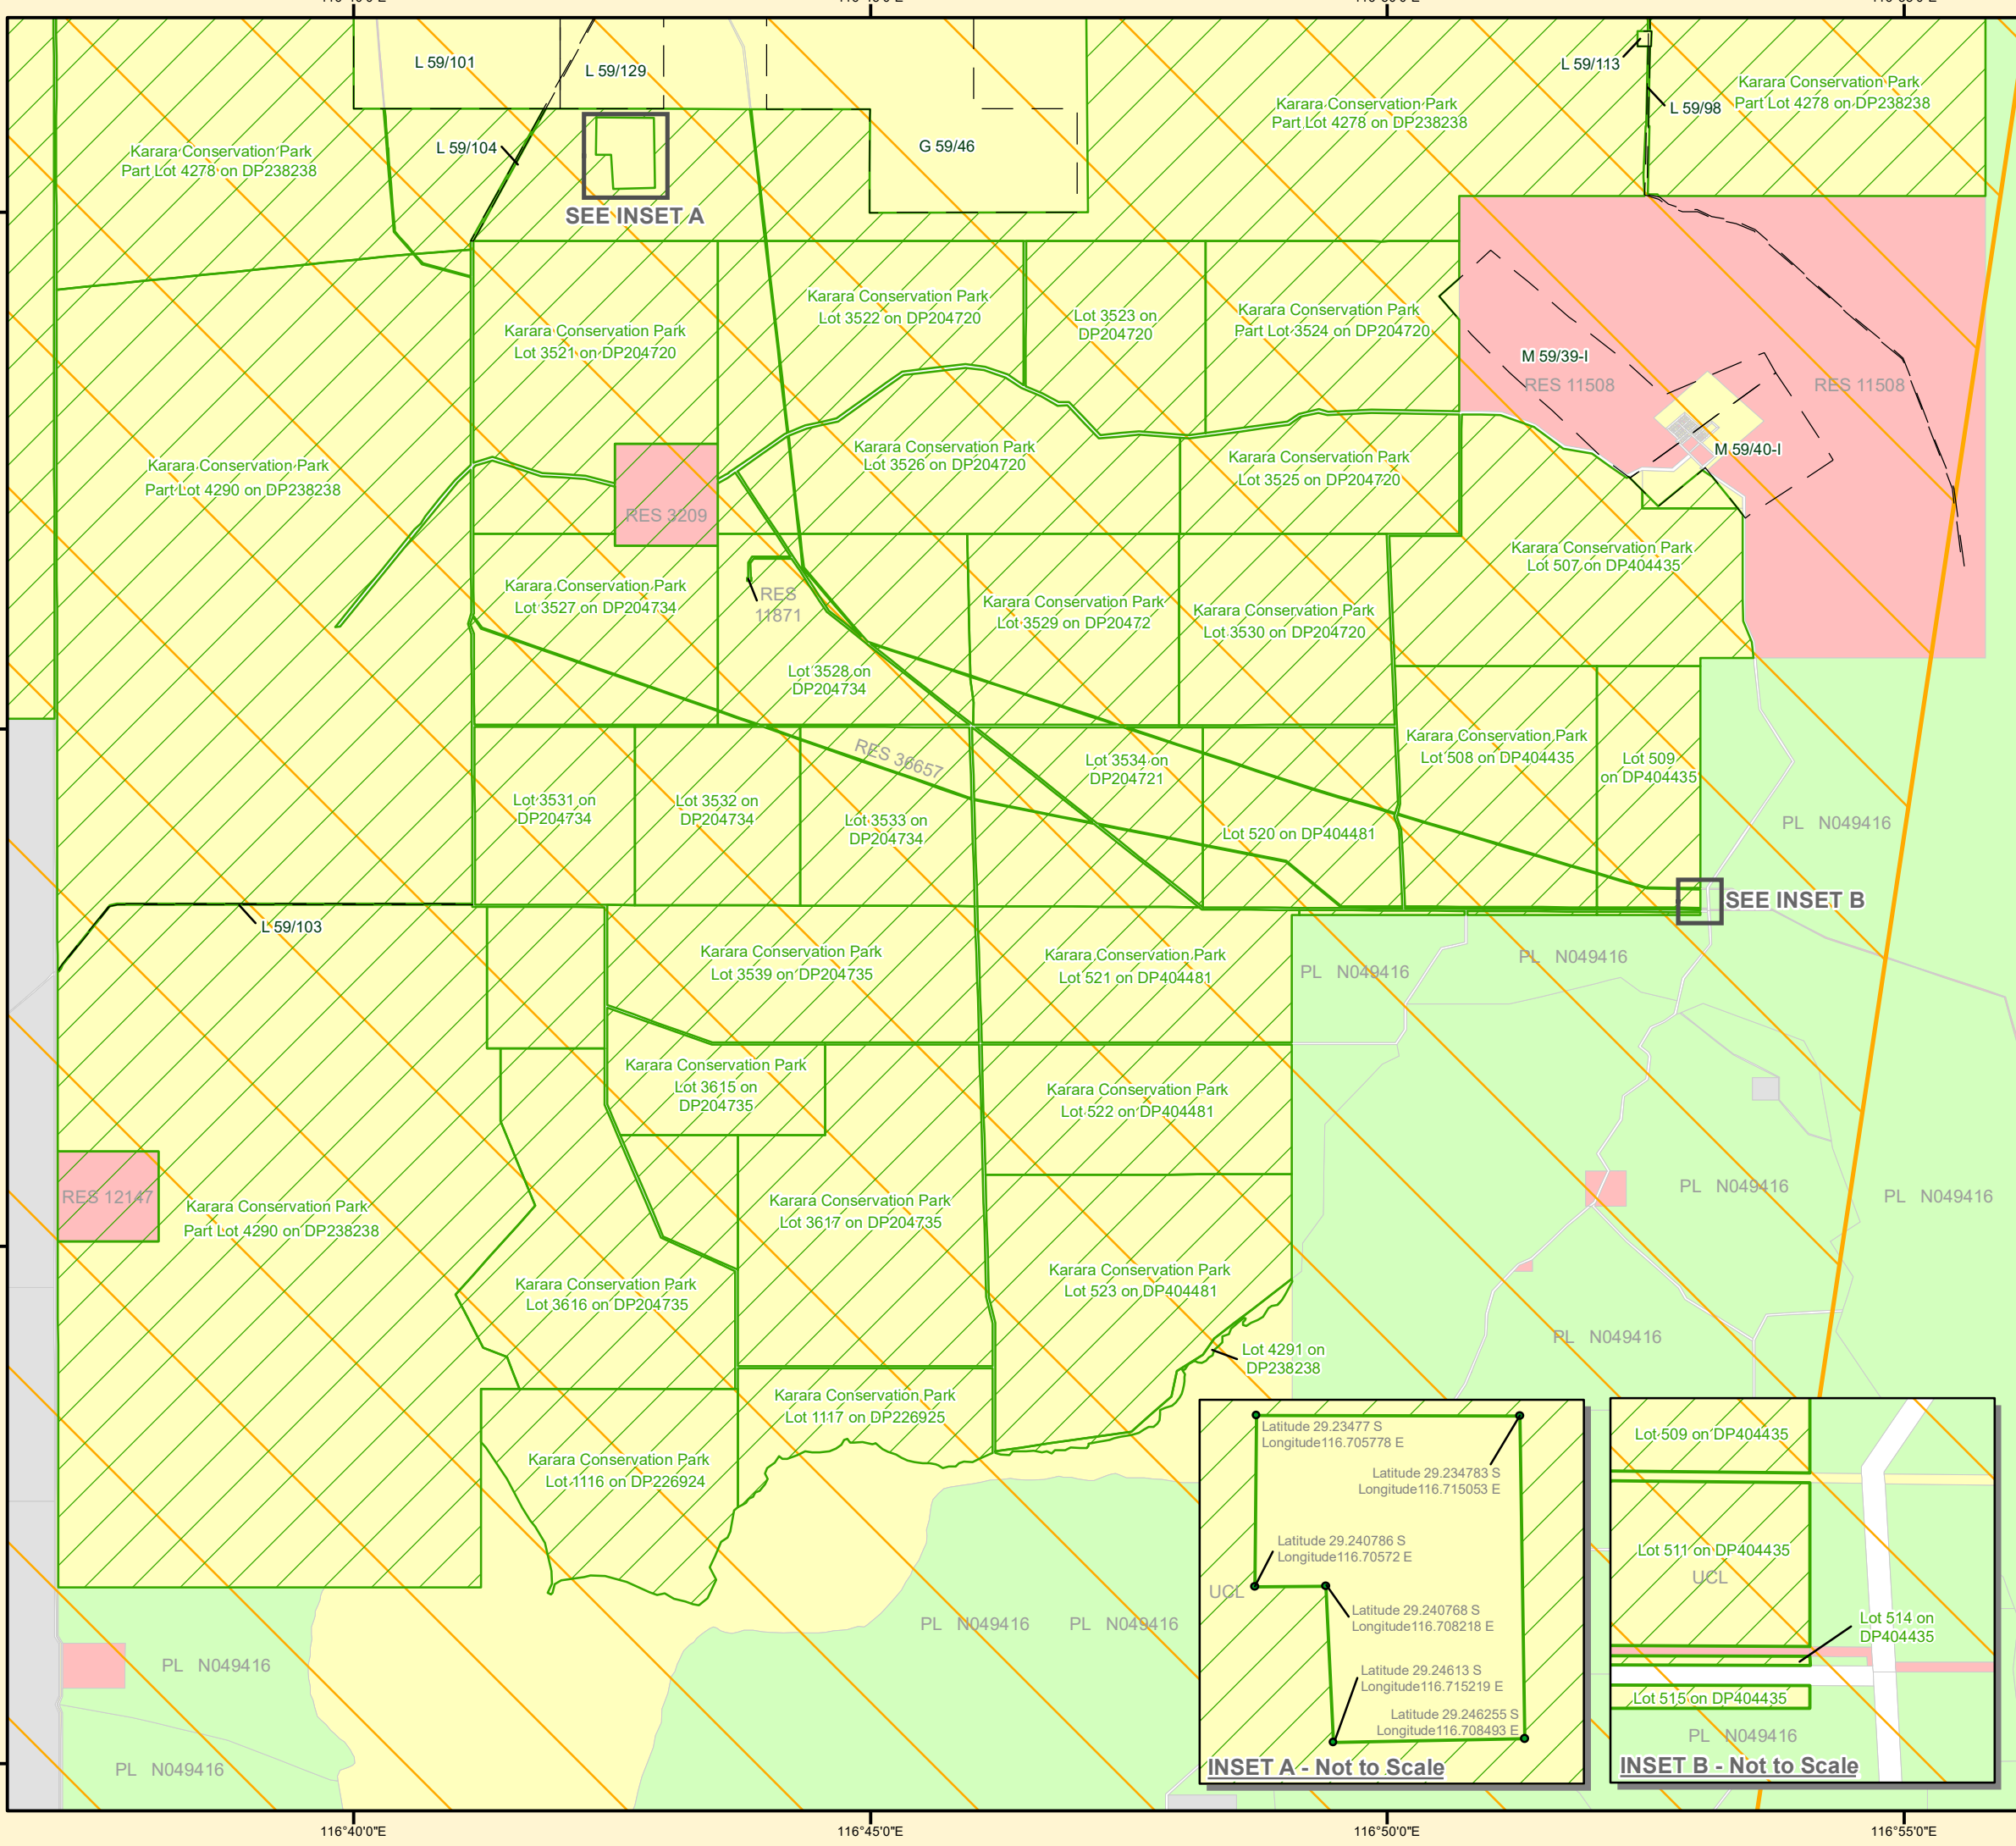 L 59/101
L 59/129
L 59/104
SEE INSET A
G 59/46
L 59/113
L 59/98
Karara Conservation Park
Part Lot 4278 on DP238238
Karara Conservation Park
Part Lot 4278 on DP238238
Karara Conservation Park
Part Lot 4278 on DP238238
Karara Conservation Park
Lot 3521 on DP204720
Karara Conservation Park
Lot 3522 on DP204720
Lot 3523 on
DP204720
Karara Conservation Park
Part Lot 3524 on DP204720
M 59/39-I
RES 11508
RES 11508
M 59/40-I
Karara Conservation Park
Part Lot 4290 on DP238238
RES 3209
Karara Conservation Park
Lot 3526 on DP204720
Karara Conservation Park
Lot 3525 on DP204720
Karara Conservation Park
Lot 507 on DP404435
Karara Conservation Park
Lot 3527 on DP204734
RES
11871
Lot 3528 on
DP204734
Karara Conservation Park
Lot 3529 on DP20472
Karara Conservation Park
Lot 3530 on DP204720
RES 36657
Lot 3531 on
DP204734
Lot 3532 on
DP204734
Lot 3533 on
DP204734
Lot 3534 on
DP204721
Lot 520 on DP404481
Karara Conservation Park
Lot 508 on DP404435
Lot 509
on DP404435
PL N049416
SEE INSET B
L 59/103
Karara Conservation Park
Lot 3539 on DP204735
Karara Conservation Park
Lot 521 on DP404481
PL N049416
PL N049416
Karara Conservation Park
Lot 3615 on
DP204735
Karara Conservation Park
Lot 522 on DP404481
RES 12147
Karara Conservation Park
Part Lot 4290 on DP238238
Karara Conservation Park
Lot 3617 on DP204735
PL N049416
PL N049416
Karara Conservation Park
Lot 3616 on DP204735
Karara Conservation Park
Lot 523 on DP404481
PL N049416
Lot 4291 on
DP238238
Karara Conservation Park
Lot 1117 on DP226925
Karara Conservation Park
Lot 1116 on DP226924
PL N049416
PL N049416
PL N049416
PL N049416
Latitude 29.23477 S
Longitude116.705778 E
Latitude 29.234783 S
Longitude116.715053 E
Latitude 29.240786 S
Longitude116.70572 E
UCL
Latitude 29.240768 S
Longitude116.708218 E
Latitude 29.24613 S
Longitude116.715219 E
Latitude 29.246255 S
Longitude116.708493 E
INSET A - Not to Scale
Lot 509 on DP404435
Lot 511 on DP404435
UCL
Lot 514 on
DP404435
Lot 515 on DP404435
PL N049416
INSET B - Not to Scale
116°40'0"E
116°45'0"E
116°50'0"E
116°55'0"E